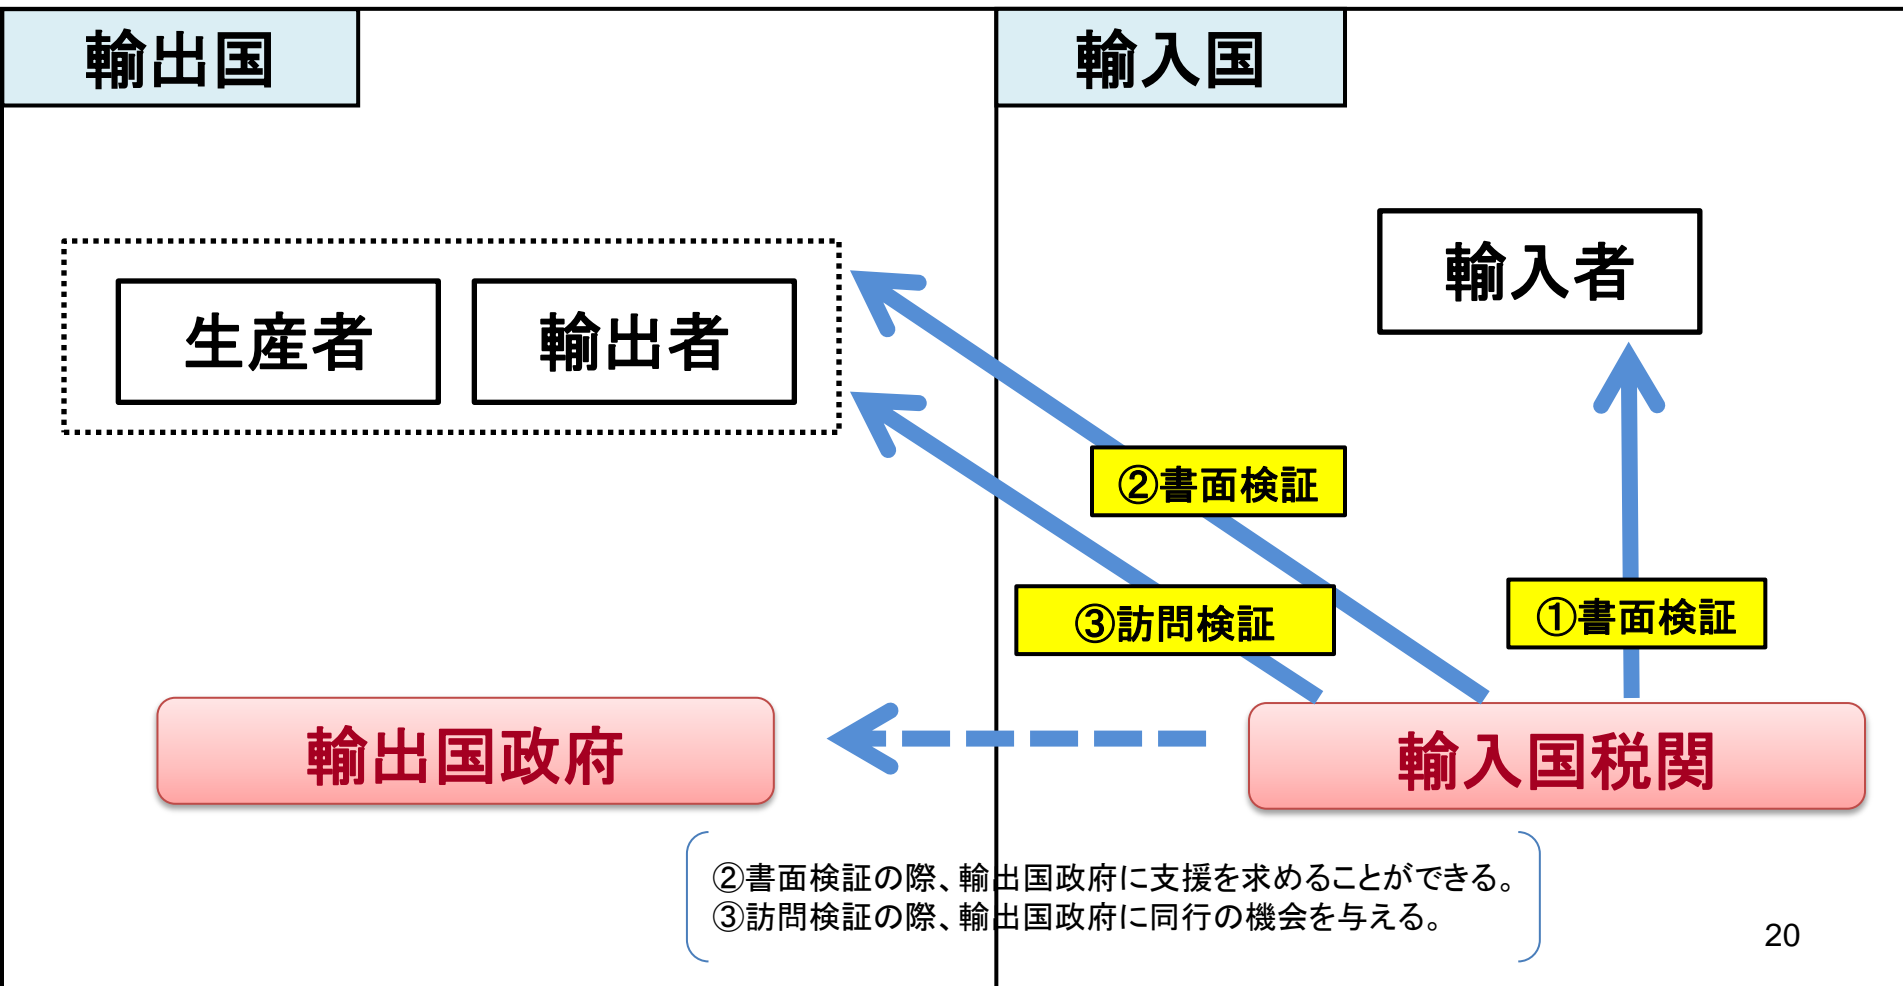 輸出国
輸入国
輸入者
生産者
輸出者
②書面検証
①書面検証
③訪問検証
輸出国政府
輸入国税関
②書面検証の際、輸出国政府に支援を求めることができる。
③訪問検証の際、輸出国政府に同行の機会を与える。
20